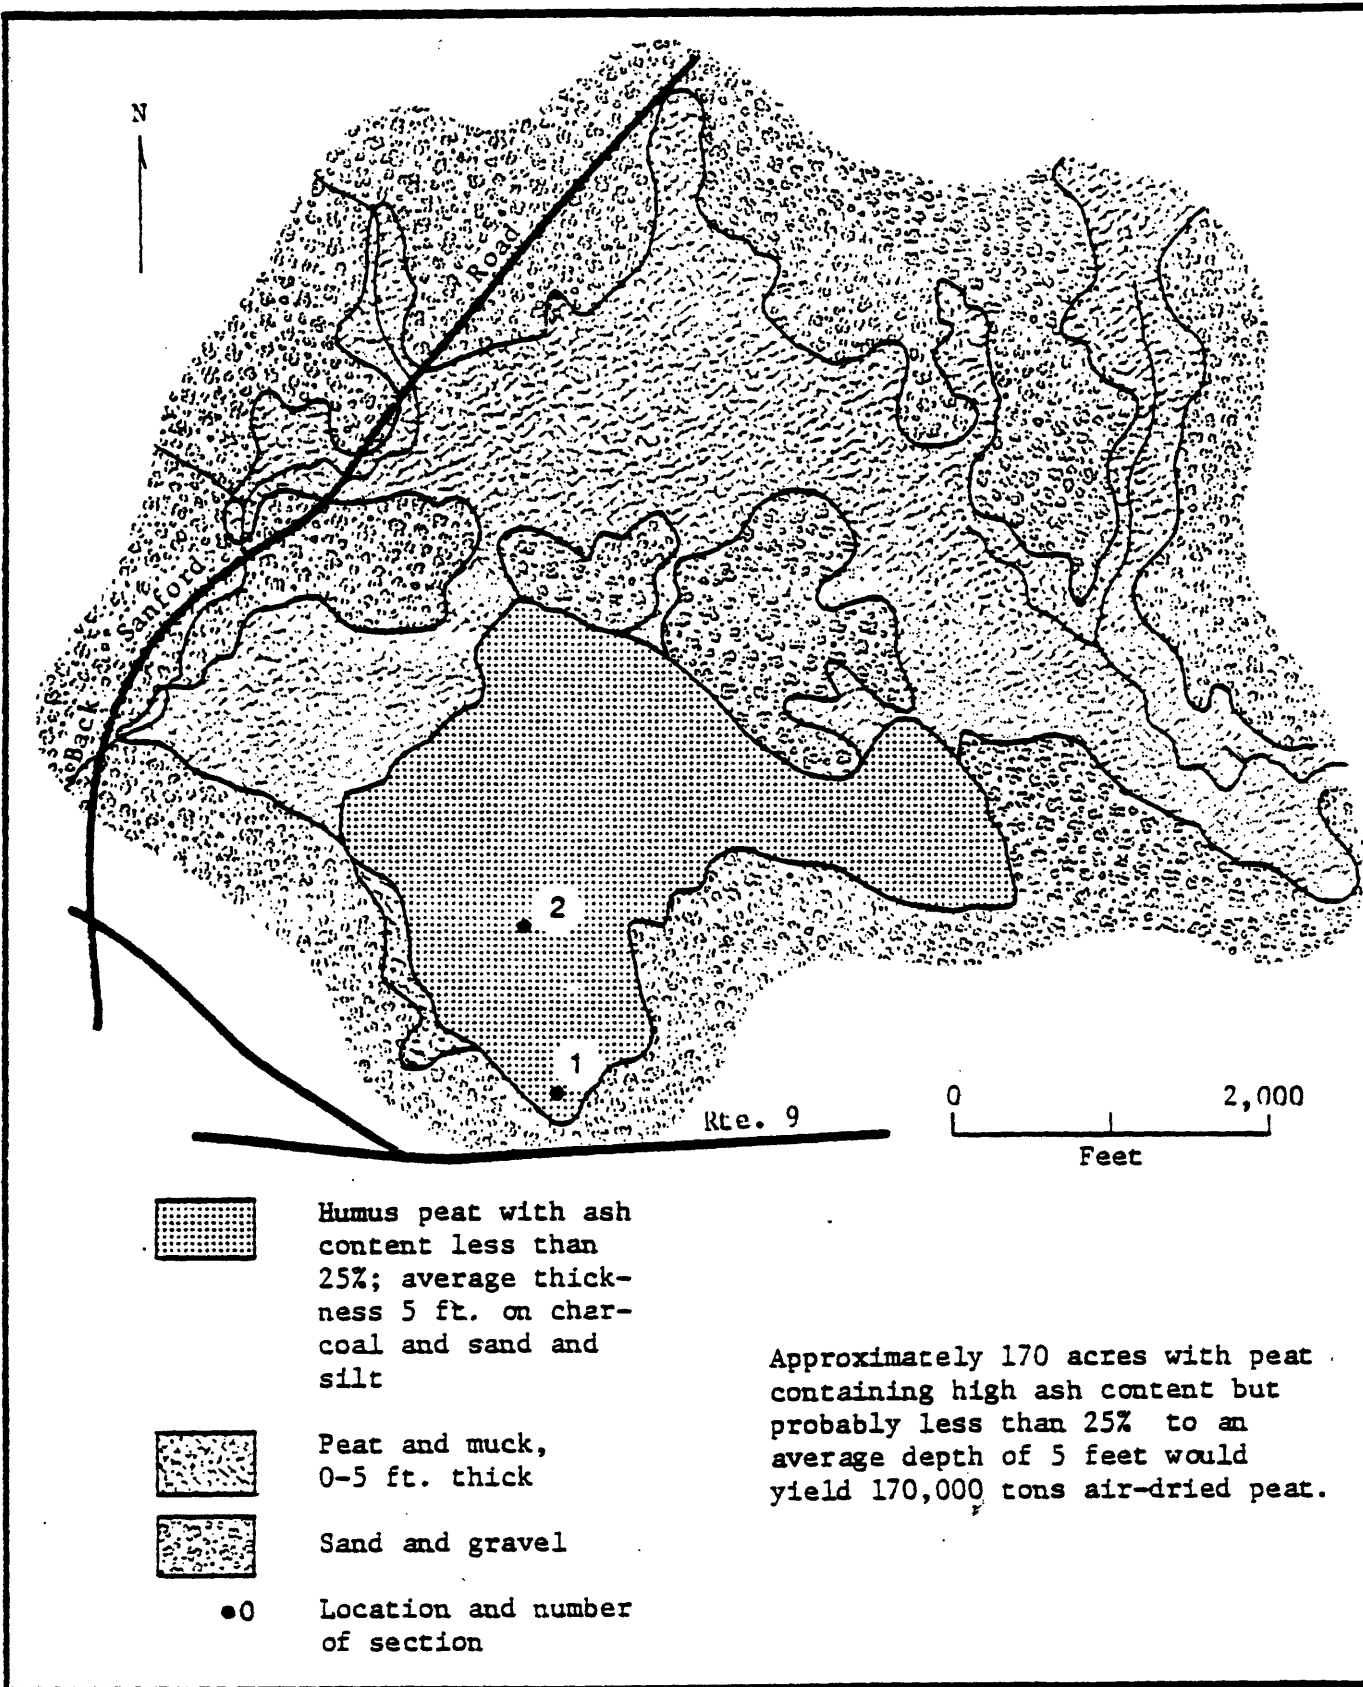 N
Back Sanford Road
2
1
Rte. 9
0 2,000
Feet
Humus peat with ash
content less than
25%; average thick-
ness 5 ft. on char-
coal and sand and
silt
Peat and muck,
0-5 ft. thick
Sand and gravel
0 Location and number
of section
Approximately 170 acres with peat
containing high ash content but
probably less than 25% to an
average depth of 5 feet would
yield 170,000 tons air-dried peat.